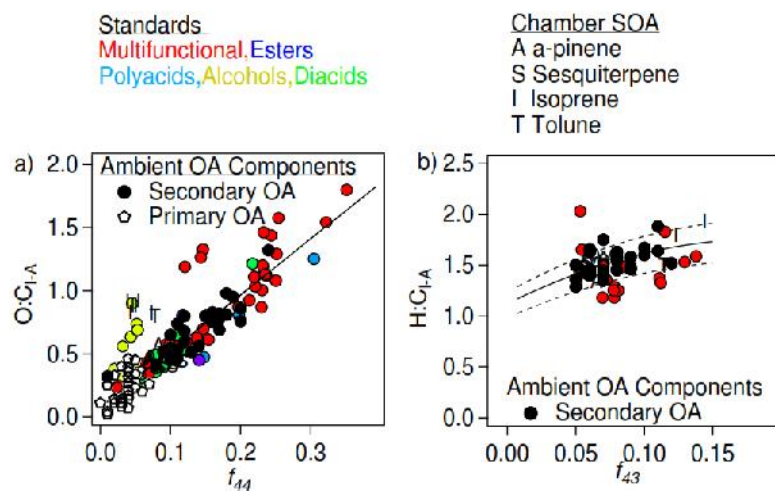 Standards
Multifunctional,Esters
Polyacids,Alcohols,Diacids
Chamber SOA
A a-pinene
S Sesquiterpene
I Isoprene
T Tolune
a)
Ambient OA Components
Secondary OA
Primary OA
2.0
1.5
1.0
0.5
0.0
O:C I-A
0.0 0.1 0.2 0.3
f44
b)
2.5
2.0
1.5
1.0
0.5
0.0
H:C I-A
Ambient OA Components
Secondary OA
0.00 0.05 0.10 0.15
f43